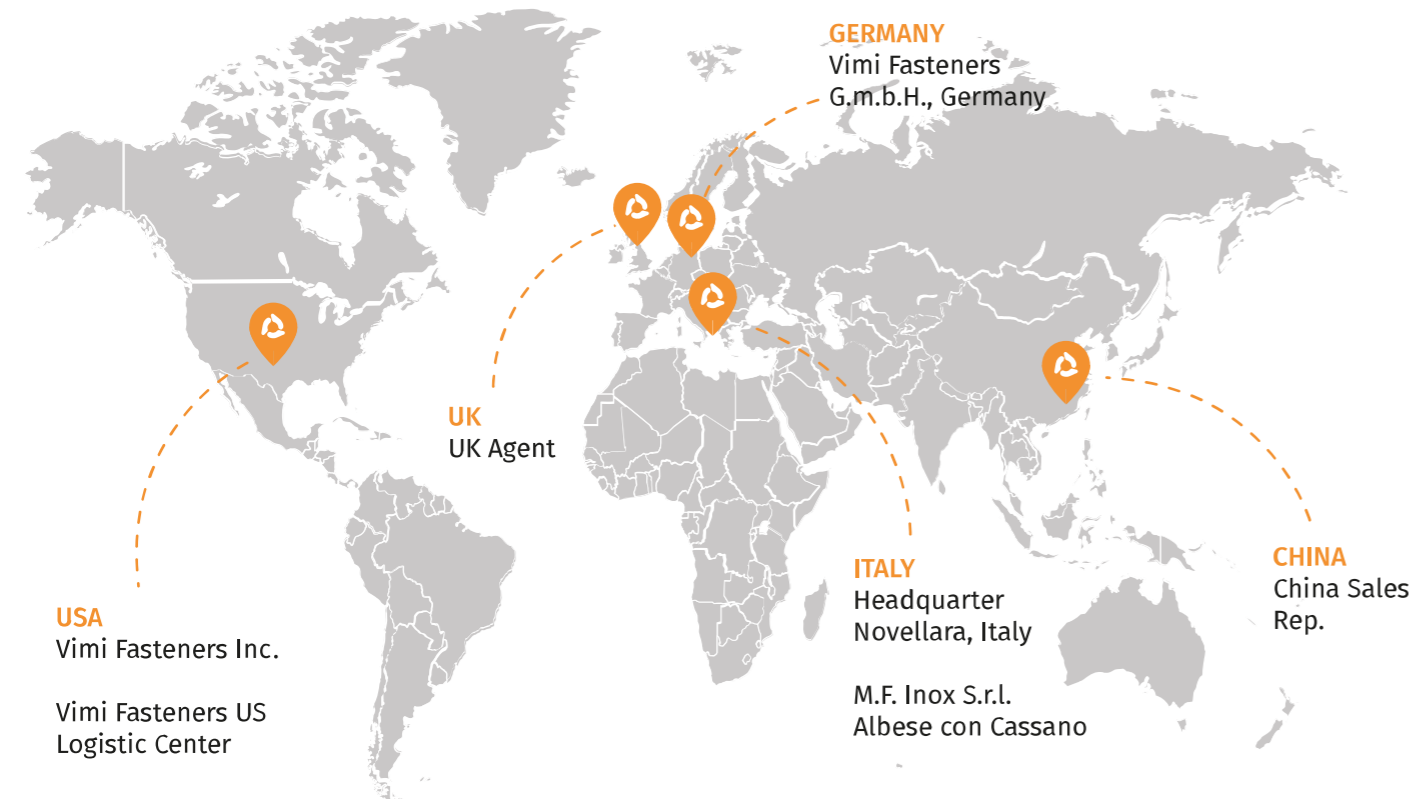 GERMANY
Vimi Fasteners
G.m.b.H., Germany
UK
UK Agent
ITALY
Headquarter
Novellara, Italy
M.F. Inox S.r.l.
Albese con Cassano
CHINA
China Sales
Rep.
USA
Vimi Fasteners Inc.
Vimi Fasteners US
Logistic Center